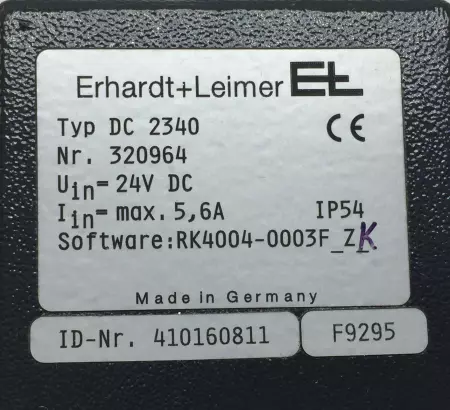 Erhardt+Leimer E+L
Typ DC 2340 CE
Nr. 320964
Uin= 24V DC
Iin= max. 5,6A IP54
Software:RK4004-0003F_ZK
Made in Germany
ID-Nr. 410160811 F9295